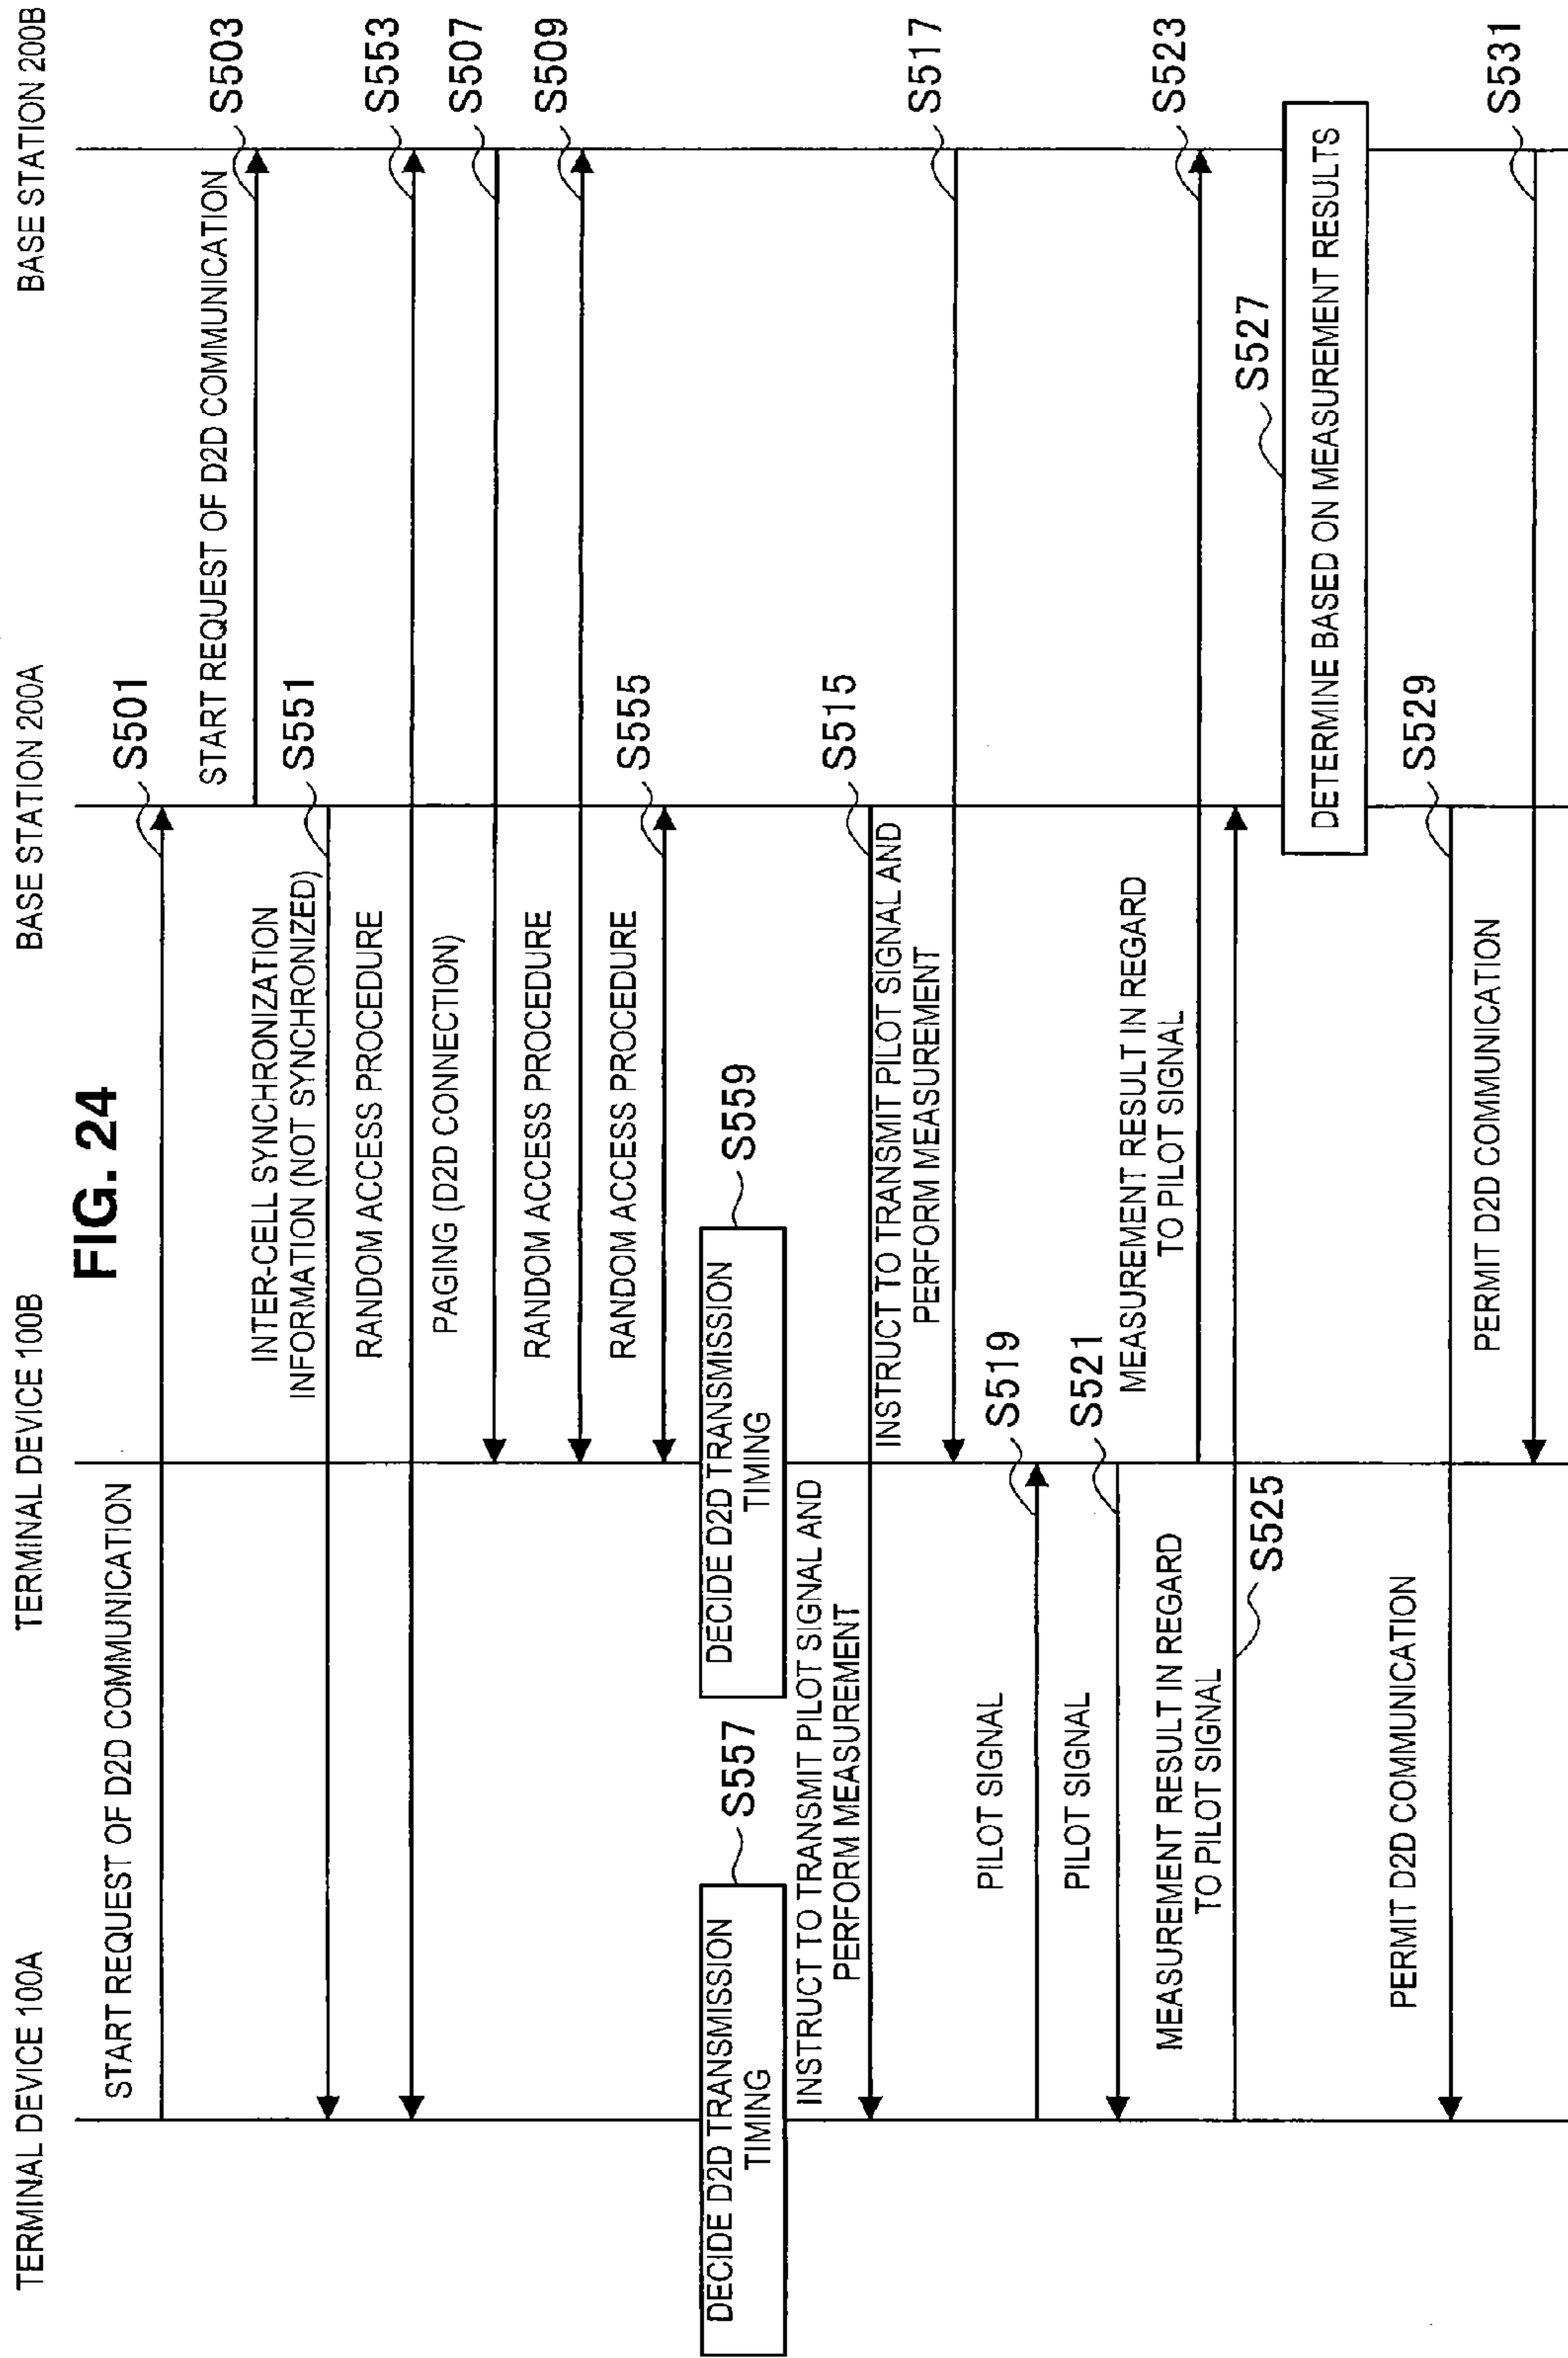 FIG. 24
TERMINAL DEVICE 100A
TERMINAL DEVICE 100B
BASE STATION 200A
BASE STATION 200B
START REQUEST OF D2D COMMUNICATION
S501
START REQUEST OF D2D COMMUNICATION
S503
INTER-CELL SYNCHRONIZATION
INFORMATION (NOT SYNCHRONIZED)
S551
RANDOM ACCESS PROCEDURE
S553
PAGING (D2D CONNECTION)
S507
RANDOM ACCESS PROCEDURE
S509
RANDOM ACCESS PROCEDURE
S555
DECIDE D2D TRANSMISSION
TIMING
S557
DECIDE D2D TRANSMISSION
TIMING
S559
INSTRUCT TO TRANSMIT PILOT SIGNAL AND
PERFORM MEASUREMENT
S515
INSTRUCT TO TRANSMIT PILOT SIGNAL AND
PERFORM MEASUREMENT
S517
PILOT SIGNAL
S519
PILOT SIGNAL
S521
MEASUREMENT RESULT IN REGARD
TO PILOT SIGNAL
S523
MEASUREMENT RESULT IN REGARD
TO PILOT SIGNAL
S525
S527
DETERMINE BASED ON MEASUREMENT RESULTS
PERMIT D2D COMMUNICATION
S529
PERMIT D2D COMMUNICATION
S531